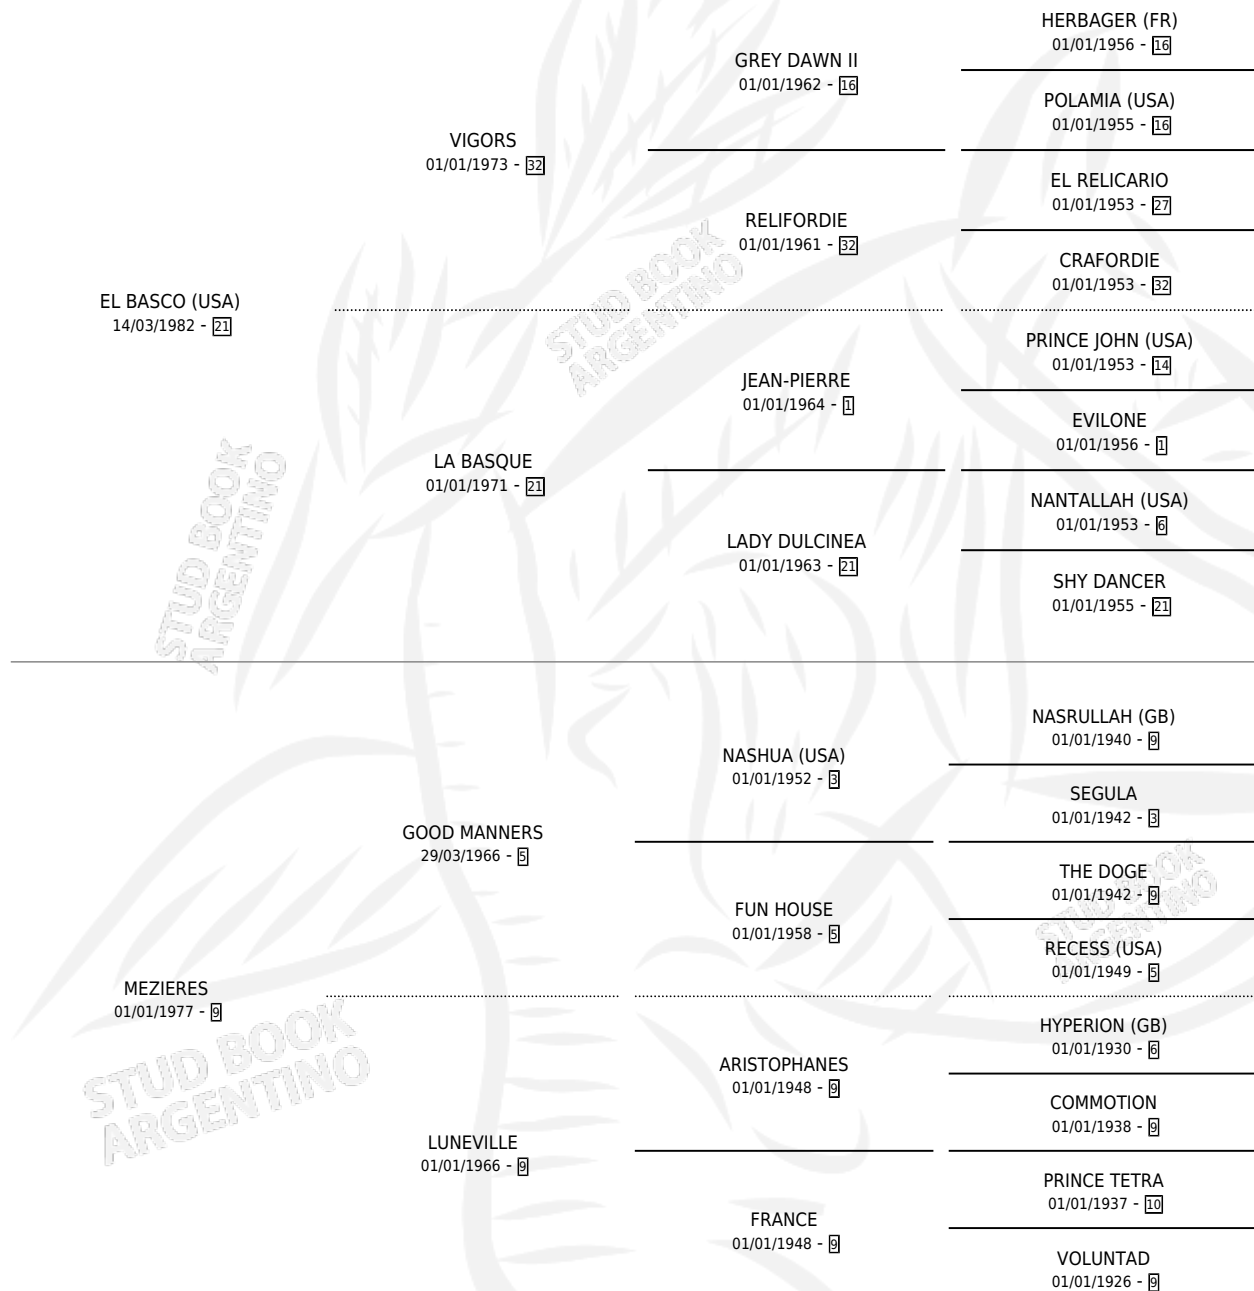 HERBAGER (FR)
01/01/1956 - 16
GREY DAWN II
01/01/1962 - 16
POLAMIA (USA)
01/01/1955 - 16
VIGORS
01/01/1973 - 32
EL RELICARIO
01/01/1953 - 27
RELIFORDIE
01/01/1961 - 32
CRAFORDIE
01/01/1953 - 32
EL BASCO (USA)
14/03/1982 - 21
PRINCE JOHN (USA)
01/01/1953 - 14
JEAN-PIERRE
01/01/1964 - 1
EVILONE
01/01/1956 - 1
LA BASQUE
01/01/1971 - 21
NANTALLAH (USA)
01/01/1953 - 6
LADY DULCINEA
01/01/1963 - 21
SHY DANCER
01/01/1955 - 21
NASRULLAH (GB)
01/01/1940 - 9
NASHUA (USA)
01/01/1952 - 3
SEGULA
01/01/1942 - 3
GOOD MANNERS
29/03/1966 - 5
THE DOGE
01/01/1942 - 9
FUN HOUSE
01/01/1958 - 5
RECESS (USA)
01/01/1949 - 5
MEZIERES
01/01/1977 - 9
HYPERION (GB)
01/01/1930 - 6
ARISTOPHANES
01/01/1948 - 9
COMMOTION
01/01/1938 - 9
LUNEVILLE
01/01/1966 - 9
PRINCE TETRA
01/01/1937 - 10
FRANCE
01/01/1948 - 9
VOLUNTAD
01/01/1926 - 9
STUD BOOK
ARGENTINO
STUD BOOK
ARGENTINO
STUD BOOK
ARGENTINO
STUD BOOK
ARGENTINO